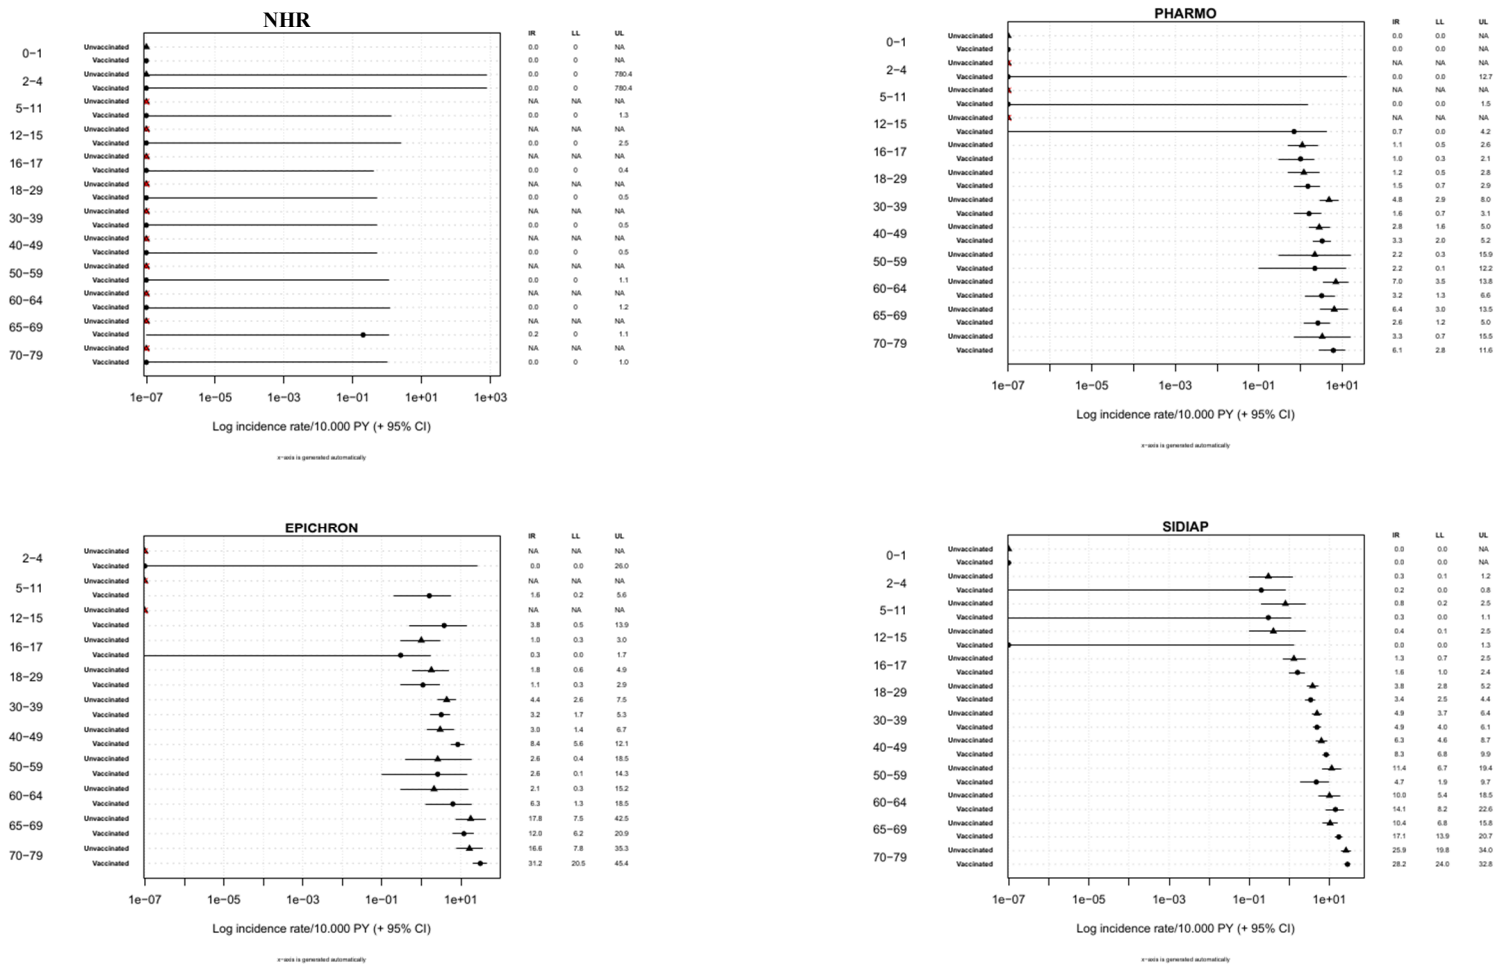 NHR
IR LL UL
0−1
Unvaccinated 0.0 0 NA
Vaccinated 0.0 0 NA
2−4
Unvaccinated 0.0 0 780.4
Vaccinated 0.0 0 780.4
5−11
Unvaccinated NA NA NA
Vaccinated 0.0 0 1.3
12−15
Unvaccinated NA NA NA
Vaccinated 0.0 0 2.5
16−17
Unvaccinated NA NA NA
Vaccinated 0.0 0 0.4
18−29
Unvaccinated NA NA NA
Vaccinated 0.0 0 0.5
30−39
Unvaccinated NA NA NA
Vaccinated 0.0 0 0.5
40−49
Unvaccinated NA NA NA
Vaccinated 0.0 0 0.5
50−59
Unvaccinated NA NA NA
Vaccinated 0.0 0 1.1
60−64
Unvaccinated NA NA NA
Vaccinated 0.0 0 1.2
65−69
Unvaccinated NA NA NA
Vaccinated 0.2 0 1.1
70−79
Unvaccinated NA NA NA
Vaccinated 0.0 0 1.0
1e−07 1e−05 1e−03 1e−01 1e+01 1e+03
Log incidence rate/10.000 PY (+ 95% CI)
x−axis is generated automatically
PHARMO
IR LL UL
0−1
Unvaccinated 0.0 0.0 NA
Vaccinated 0.0 0.0 NA
2−4
Unvaccinated NA NA NA
Vaccinated 0.0 0.0 12.7
5−11
Unvaccinated NA NA NA
Vaccinated 0.0 0.0 1.5
12−15
Unvaccinated NA NA NA
Vaccinated 0.7 0.0 4.2
16−17
Unvaccinated 1.1 0.5 2.6
Vaccinated 1.0 0.3 2.1
18−29
Unvaccinated 1.2 0.5 2.8
Vaccinated 1.5 0.7 2.9
30−39
Unvaccinated 4.8 2.9 8.0
Vaccinated 1.6 0.7 3.1
40−49
Unvaccinated 2.8 1.6 5.0
Vaccinated 3.3 2.0 5.2
50−59
Unvaccinated 2.2 0.3 15.9
Vaccinated 2.2 0.1 12.2
60−64
Unvaccinated 7.0 3.5 13.8
Vaccinated 3.2 1.3 6.6
65−69
Unvaccinated 6.4 3.0 13.5
Vaccinated 2.6 1.2 5.0
70−79
Unvaccinated 3.3 0.7 15.5
Vaccinated 6.1 2.8 11.6
1e−07 1e−05 1e−03 1e−01 1e+01
Log incidence rate/10.000 PY (+ 95% CI)
x−axis is generated automatically
EPICHRON
IR LL UL
2−4
Unvaccinated NA NA NA
Vaccinated 0.0 0.0 26.0
5−11
Unvaccinated NA NA NA
Vaccinated 1.6 0.2 5.6
12−15
Unvaccinated NA NA NA
Vaccinated 3.8 0.5 13.9
16−17
Unvaccinated 1.0 0.3 3.0
Vaccinated 0.3 0.0 1.7
18−29
Unvaccinated 1.8 0.6 4.9
Vaccinated 1.1 0.3 2.9
30−39
Unvaccinated 4.4 2.6 7.5
Vaccinated 3.2 1.7 5.3
40−49
Unvaccinated 3.0 1.4 6.7
Vaccinated 8.4 5.6 12.1
50−59
Unvaccinated 2.6 0.4 18.5
Vaccinated 2.6 0.1 14.3
60−64
Unvaccinated 2.1 0.3 15.2
Vaccinated 6.3 1.3 18.5
65−69
Unvaccinated 17.8 7.5 42.5
Vaccinated 12.0 6.2 20.9
70−79
Unvaccinated 16.6 7.8 35.3
Vaccinated 31.2 20.5 45.4
1e−07 1e−05 1e−03 1e−01 1e+01
Log incidence rate/10.000 PY (+ 95% CI)
x−axis is generated automatically
SIDIAP
IR LL UL
0−1
Unvaccinated 0.0 0.0 NA
Vaccinated 0.0 0.0 NA
2−4
Unvaccinated 0.3 0.1 1.2
Vaccinated 0.2 0.0 0.8
5−11
Unvaccinated 0.8 0.2 2.5
Vaccinated 0.3 0.0 1.1
12−15
Unvaccinated 0.4 0.1 2.5
Vaccinated 0.0 0.0 1.3
16−17
Unvaccinated 1.3 0.7 2.5
Vaccinated 1.6 1.0 2.4
18−29
Unvaccinated 3.8 2.8 5.2
Vaccinated 3.4 2.5 4.4
30−39
Unvaccinated 4.9 3.7 6.4
Vaccinated 4.9 4.0 6.1
40−49
Unvaccinated 6.3 4.6 8.7
Vaccinated 8.3 6.8 9.9
50−59
Unvaccinated 11.4 6.7 19.4
Vaccinated 4.7 1.9 9.7
60−64
Unvaccinated 10.0 5.4 18.5
Vaccinated 14.1 8.2 22.6
65−69
Unvaccinated 10.4 6.8 15.8
Vaccinated 17.1 13.9 20.7
70−79
Unvaccinated 25.9 19.8 34.0
Vaccinated 28.2 24.0 32.8
1e−07 1e−05 1e−03 1e−01 1e+01
Log incidence rate/10.000 PY (+ 95% CI)
x−axis is generated automatically